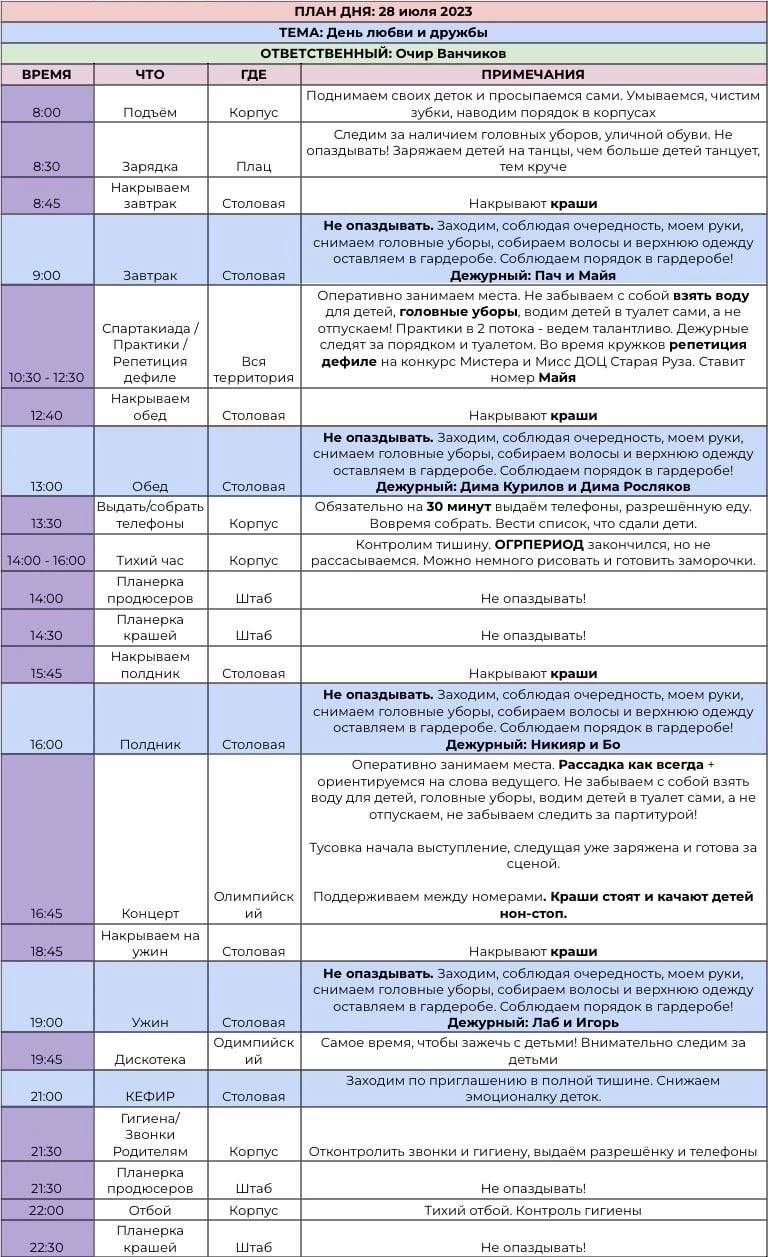 ПЛАН ДНЯ: 28 июля 2023
ТЕМА: День любви и дружбы
ОТВЕТСТВЕННЫЙ: Очир Ванчиков
ВРЕМЯ ЧТО ГДЕ ПРИМЕЧАНИЯ
Поднимаем своих деток и просыпаемся сами. Умываемся, чистим
8:00 Подъём Корпус зубки, наводим порядок в корпусах
Следим за наличием головных уборов, уличной обуви. Не
опаздывать! Заряжаем детей на танцы, чем больше детей танцует,
8:30 Зарядка Плац тем круче
Накрываем
8:45 завтрак Столовая Накрывают краши
Не опаздывать. Заходим, соблюдая очередность, моем руки,
снимаем головные уборы, собираем волосы и верхнюю одежду
оставляем в гардеробе. Соблюдаем порядок в гардеробе!
9:00 Завтрак Столовая Дежурный: Пач и Майя
Оперативно занимаем места. Не забываем с собой взять воду
для детей, головные уборы, водим детей в туалет сами, а не
Спартакиада / отпускаем! Практики в 2 потока - ведем талантливо. Дежурные
Практики / следят за порядком и туалетом. Во время кружков репетиция
Репетиция Вся дефиле на конкурс Мистера и Мисс ДОЦ Старая Руза. Ставит
10:30 - 12:30 дефиле территория номер Майя
Накрываем
12:40 обед Столовая Накрывают краши
Не опаздывать. Заходим, соблюдая очередность, моем руки,
снимаем головные уборы, собираем волосы и верхнюю одежду
оставляем в гардеробе. Соблюдаем порядок в гардеробе!
13:00 Обед Столовая Дежурный: Дима Курилов и Дима Росляков
Выдать/собрать Обязательно на 30 минут выдаём телефоны, разрешённую еду.
13:30 телефоны Корпус Вовремя собрать. Вести список, что сдали дети.
Контролим тишину. ОГРПЕРИОД закончился, но не
14:00 - 16:00 Тихий час Корпус рассасываемся. Можно немного рисовать и готовить заморочки.
Планерка
14:00 продюсеров Штаб Не опаздывать!
Планерка
14:30 крашей Штаб Не опаздывать!
Накрываем
15:45 полдник Столовая Накрывают краши
Не опаздывать. Заходим, соблюдая очередность, моем руки,
снимаем головные уборы, собираем волосы и верхнюю одежду
оставляем в гардеробе. Соблюдаем порядок в гардеробе!
16:00 Полдник Столовая Дежурный: Никияр и Бо
Оперативно занимаем места. Рассадка как всегда +
ориентируемся на слова ведущего. Не забываем с собой взять
воду для детей, головные уборы, водим детей в туалет сами, а не
отпускаем, не забываем следить за партитурой!
Тусовка начала выступление, следущая уже заряжена и готова за
сценой.
Олимпийск Поддерживаем между номерами. Краши стоят и качают детей
16:45 Концерт ий нон-стоп.
Накрываем на
18:45 ужин Столовая Накрывают краши
Не опаздывать. Заходим, соблюдая очередность, моем руки,
снимаем головные уборы, собираем волосы и верхнюю одежду
оставляем в гардеробе. Соблюдаем порядок в гардеробе!
19:00 Ужин Столовая Дежурный: Лаб и Игорь
Одимпийск Самое время, чтобы зажечь с детьми! Внимательно следим за
19:45 Дискотека ий детьми
Заходим по приглашению в полной тишине. Снижаем
21:00 КЕФИР Столовая эмоционалку деток.
Гигиена/
Звонки
21:30 Родителям Корпус Отконтролить звонки и гигиену, выдаём разрешёнку и телефоны
Планерка
21:30 продюсеров Штаб Не опаздывать!
22:00 Отбой Корпус Тихий отбой. Контроль гигиены
Планерка
22:30 крашей Штаб Не опаздывать!